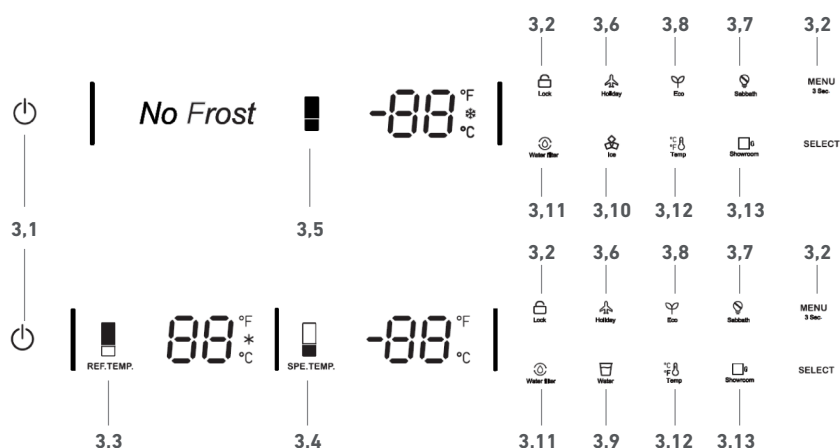 3,2 3,6 3,8 3,7 3,2
Lock Holiday Eco Sabbath MENU
3 Sec.
No Frost -88 °F °C
Water filter Ice °C °F Temp G Showroom SELECT
3,11 3,10 3,12 3,13
3,1 3,5
3,2 3,6 3,8 3,7 3,2
Lock Holiday Eco Sabbath MENU
3 Sec.
88 °F * °C -88 °F °C
REF.TEMP. SPE.TEMP.
Water filter Water °C °F Temp G Showroom SELECT
3,3 3,4 3,11 3,9 3,12 3,13